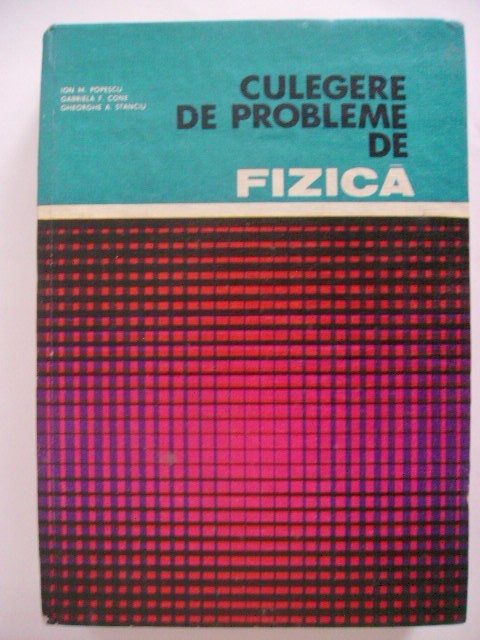 ION M. POPESCU
GABRIELA F. CONE
GHEORGHE A. STANCIU
CULEGERE
DE PROBLEME
DE
FIZICĂ